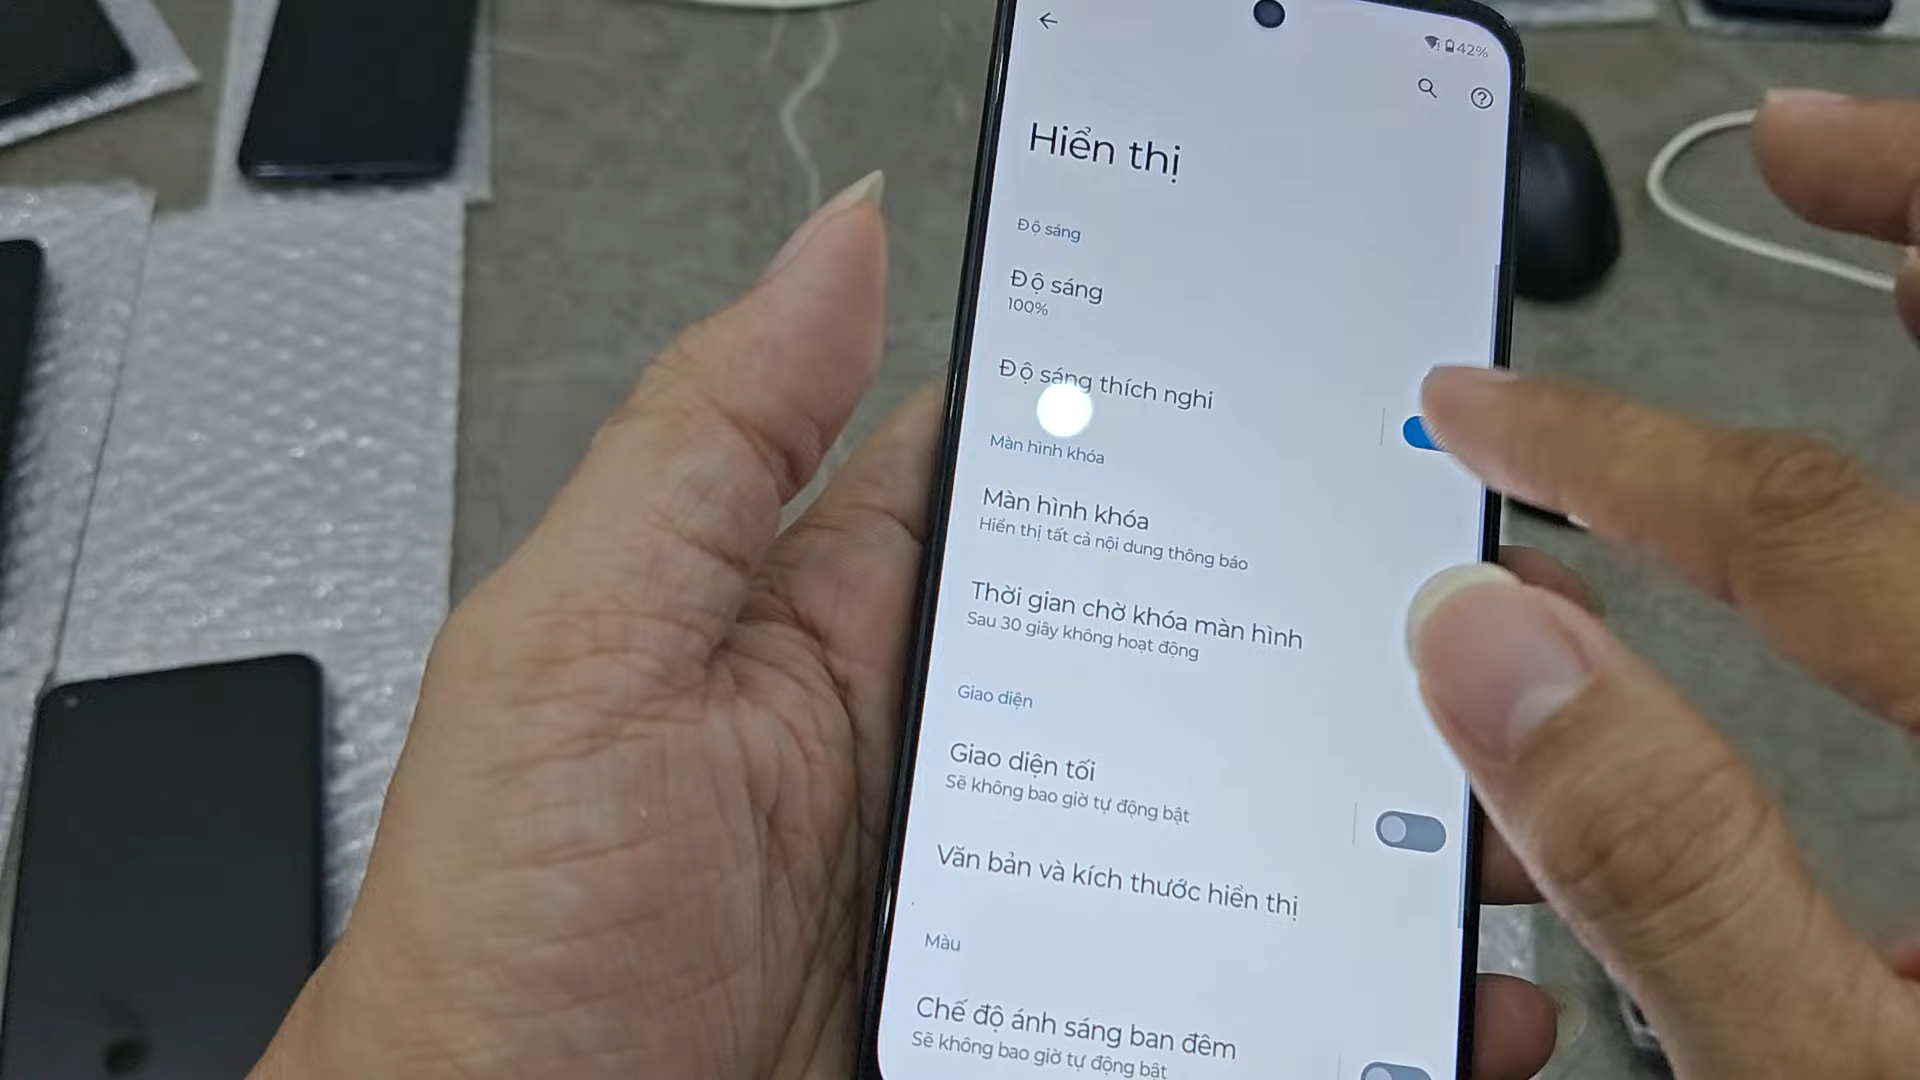 42%
Hiển thị
Độ sáng
Độ sáng
100%
Độ sáng thích nghi
Màn hình khóa
Màn hình khóa
Hiển thị tất cả nội dung thông báo
Thời gian chờ khóa màn hình
Sau 30 giây không hoạt động
Giao diện
Giao diện tối
Sẽ không bao giờ tự động bật
Văn bản và kích thước hiển thị
Màu
Chế độ ánh sáng ban đêm
Sẽ không bao giờ tự động bật